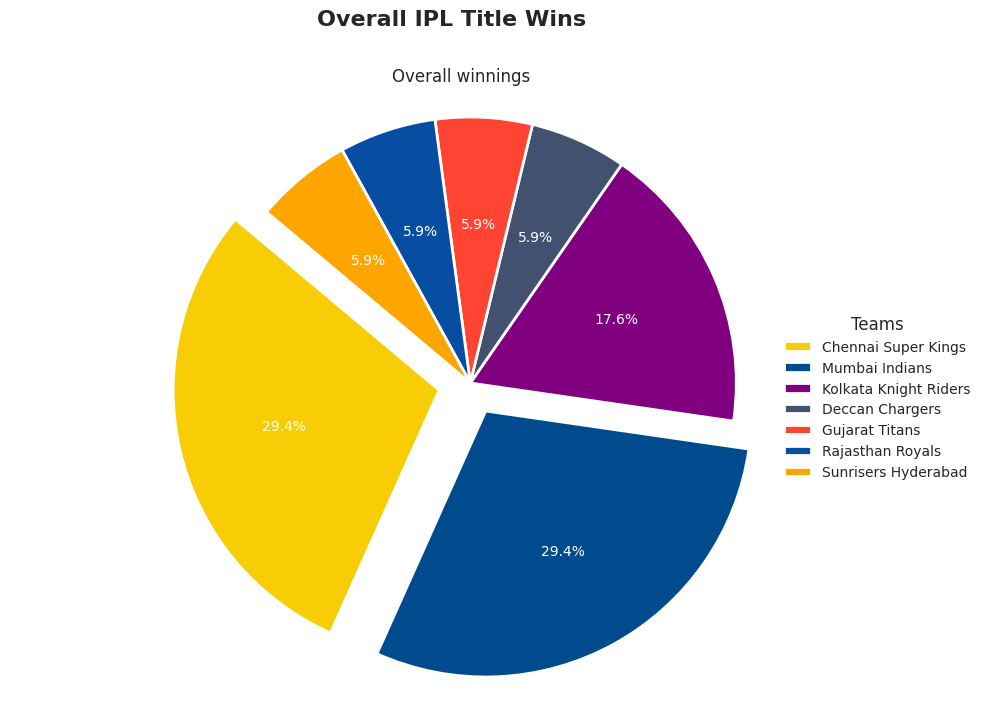 Overall IPL Title Wins
Overall winnings
5.9%
5.9%
5.9%
5.9%
17.6%
29.4%
29.4%
Teams
Chennai Super Kings
Mumbai Indians
Kolkata Knight Riders
Deccan Chargers
Gujarat Titans
Rajasthan Royals
Sunrisers Hyderabad